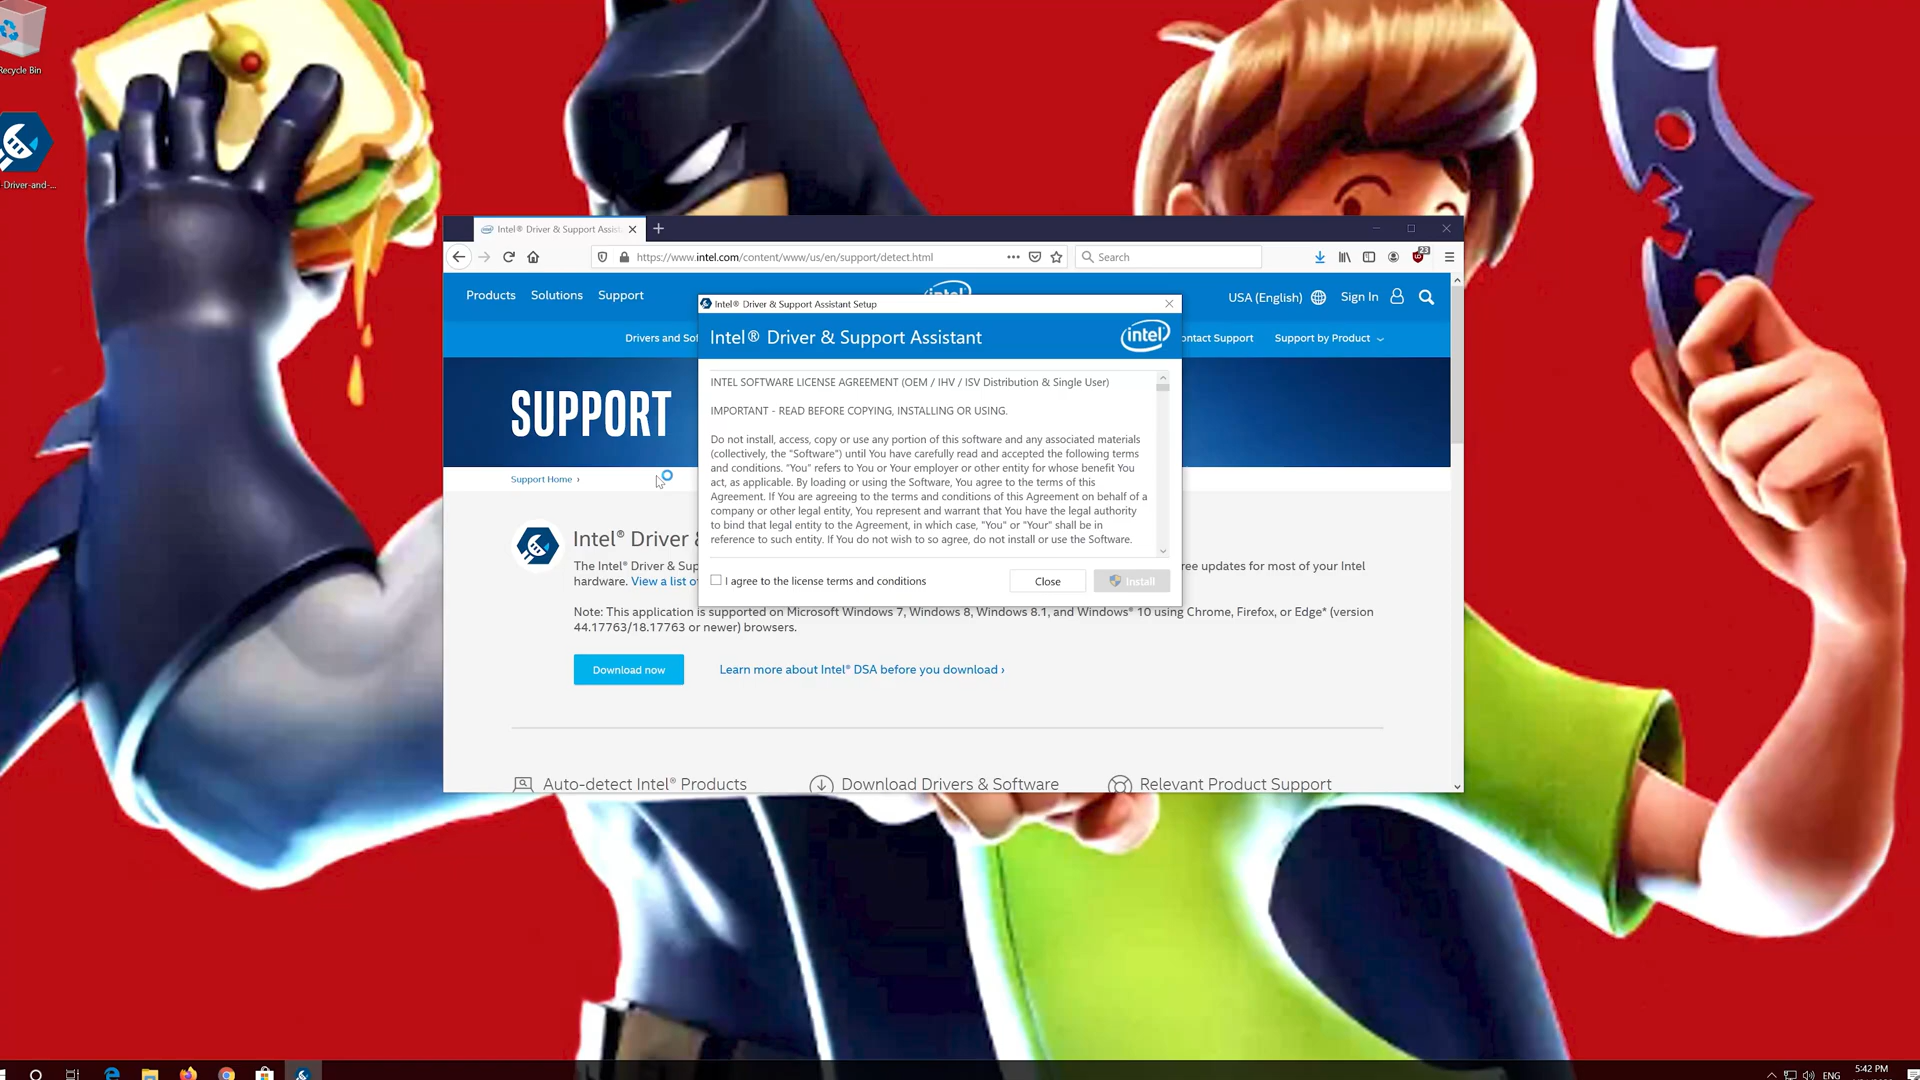 Recycle Bin
-Driver-and-...
Intel® Driver & Support Assist
https://www.intel.com/content/www/us/en/support/detect.html
Search
23
Products
Solutions
Support
intel
USA (English)
Sign In
Drivers and Sof
ontact Support
Support by Product
SUPPORT
Support Home ›
Intel® Driver &
The Intel® Driver & Sup
ree updates for most of your Intel
hardware. View a list o
Note: This application is supported on Microsoft Windows 7, Windows 8, Windows 8.1, and Windows* 10 using Chrome, Firefox, or Edge* (version
44.17763/18.17763 or newer) browsers.
Download now
Learn more about Intel® DSA before you download ›
Auto-detect Intel® Products
Download Drivers & Software
Relevant Product Support
Intel® Driver & Support Assistant Setup
Intel® Driver & Support Assistant
intel
INTEL SOFTWARE LICENSE AGREEMENT (OEM / IHV / ISV Distribution & Single User)
IMPORTANT - READ BEFORE COPYING, INSTALLING OR USING.
Do not install, access, copy or use any portion of this software and any associated materials
(collectively, the "Software") until You have carefully read and accepted the following terms
and conditions. "You" refers to You or Your employer or other entity for whose benefit You
act, as applicable. By loading or using the Software, You agree to the terms of this
Agreement. If You are agreeing to the terms and conditions of this Agreement on behalf of a
company or other legal entity, You represent and warrant that You have the legal authority
to bind that legal entity to the Agreement, in which case, "You" or "Your" shall be in
reference to such entity. If You do not wish to so agree, do not install or use the Software.
I agree to the license terms and conditions
Close
Install
ENG
5:42 PM